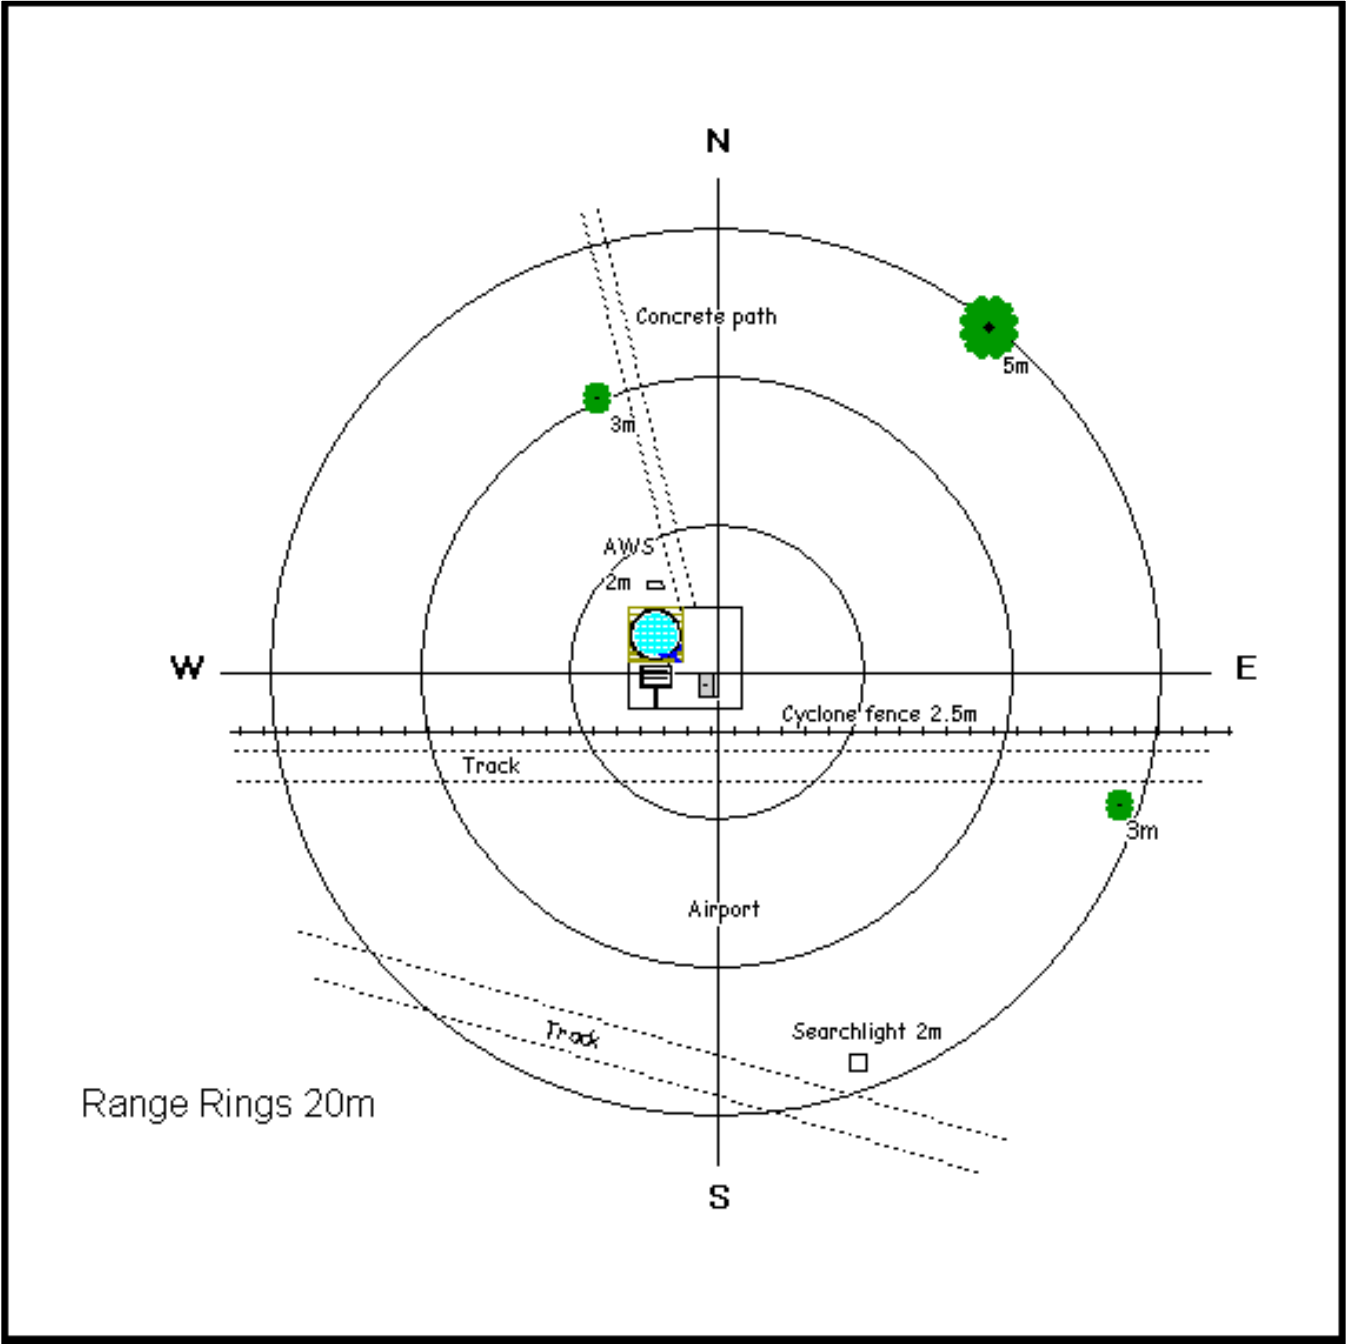 N
Concrete path
5m
3m
AWS
2m
W
E
Cyclone fence 2.5m
Track
3m
Airport
Searchlight 2m
Track
Range Rings 20m
S